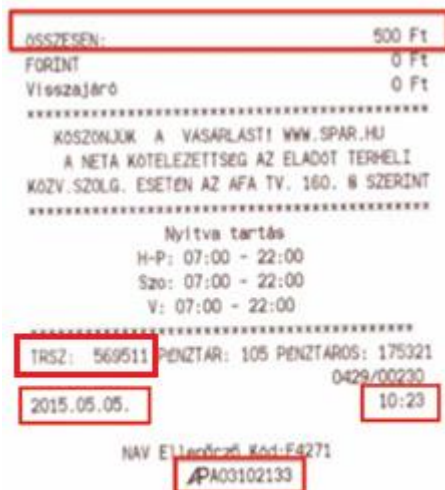 ÖSSZESEN: 500 Ft
FORINT 0 Ft
Visszajáró 0 Ft
******************************************
KÖSZÖNJÜK A VÁSÁRLÁST! WWW.SPAR.HU
A NETA KÖTELEZETTSÉG AZ ELADÓT TERHELI
KÖZV.SZOLG. ESETÉN AZ ÁFA TV. 160. § SZERINT
******************************************
Nyitva tartás
H-P: 07:00 - 22:00
Szo: 07:00 - 22:00
V: 07:00 - 22:00
******************************************
TRSZ: 569511 PÉNZTÁR: 105 PÉNZTÁROS: 175321
0429/00230
2015.05.05. 10:23
NAV Ellenőrző Kód:F4271
APA03102133